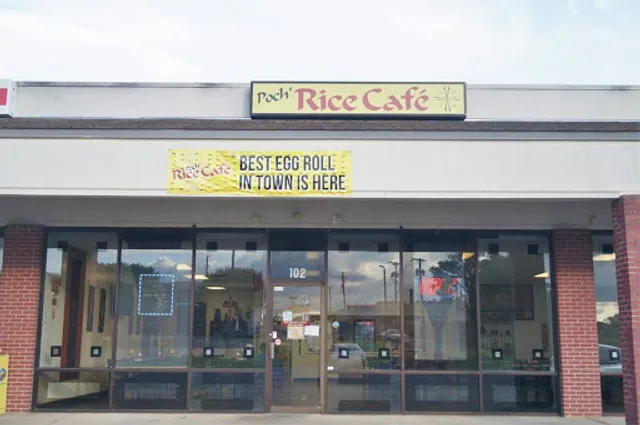 Poch' Rice Café
Poch' Rice Café
BEST EGG ROLL
IN TOWN IS HERE
102